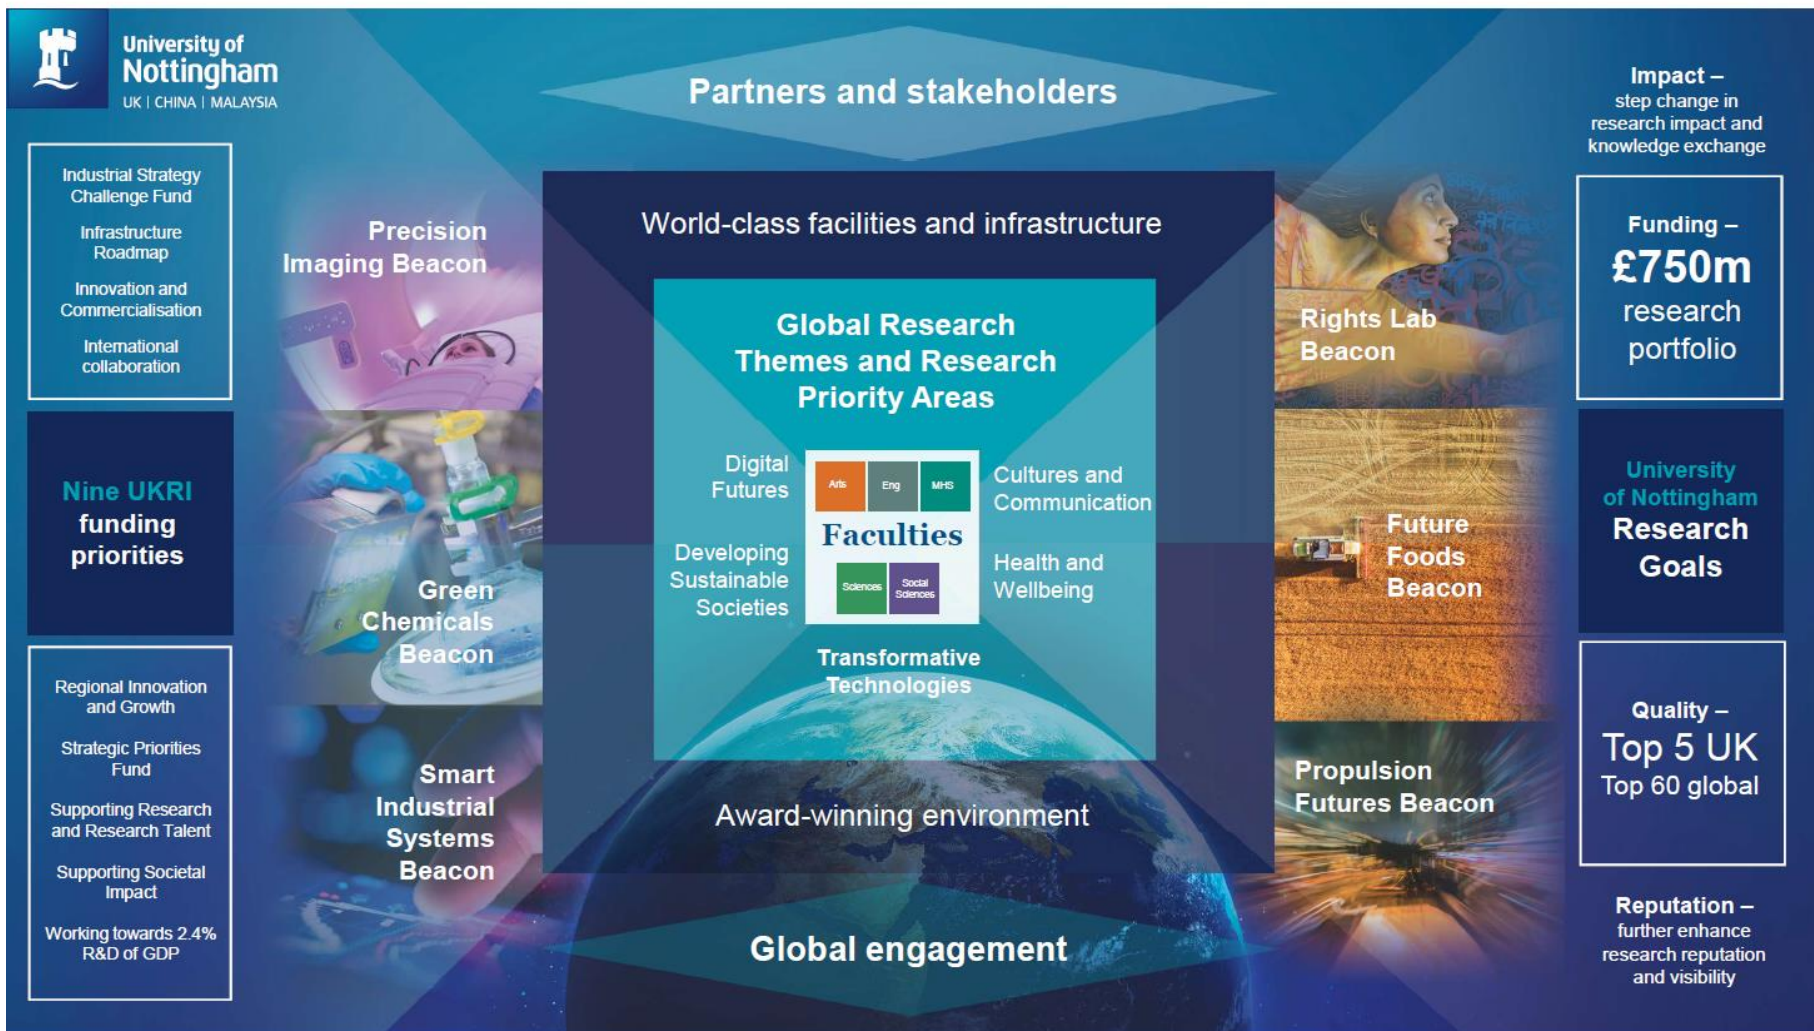 University of
Nottingham
UK | CHINA | MALAYSIA
Industrial Strategy
Challenge Fund
Infrastructure
Roadmap
Innovation and
Commercialisation
International
collaboration
Nine UKRI
funding
priorities
Regional Innovation
and Growth
Strategic Priorities
Fund
Supporting Research
and Research Talent
Supporting Societal
Impact
Working towards 2.4%
R&D of GDP
Precision
Imaging Beacon
Green
Chemicals
Beacon
Smart
Industrial
Systems
Beacon
Partners and stakeholders
World-class facilities and infrastructure
Global Research
Themes and Research
Priority Areas
Digital
Futures
Developing
Sustainable
Societies
Arts
Eng
MHS
Faculties
Sciences
Social
Sciences
Cultures and
Communication
Health and
Wellbeing
Transformative
Technologies
Award-winning environment
Global engagement
Rights Lab
Beacon
Future
Foods
Beacon
Propulsion
Futures Beacon
Impact –
step change in
research impact and
knowledge exchange
Funding –
£750m
research
portfolio
University
of Nottingham
Research
Goals
Quality –
Top 5 UK
Top 60 global
Reputation –
further enhance
research reputation
and visibility